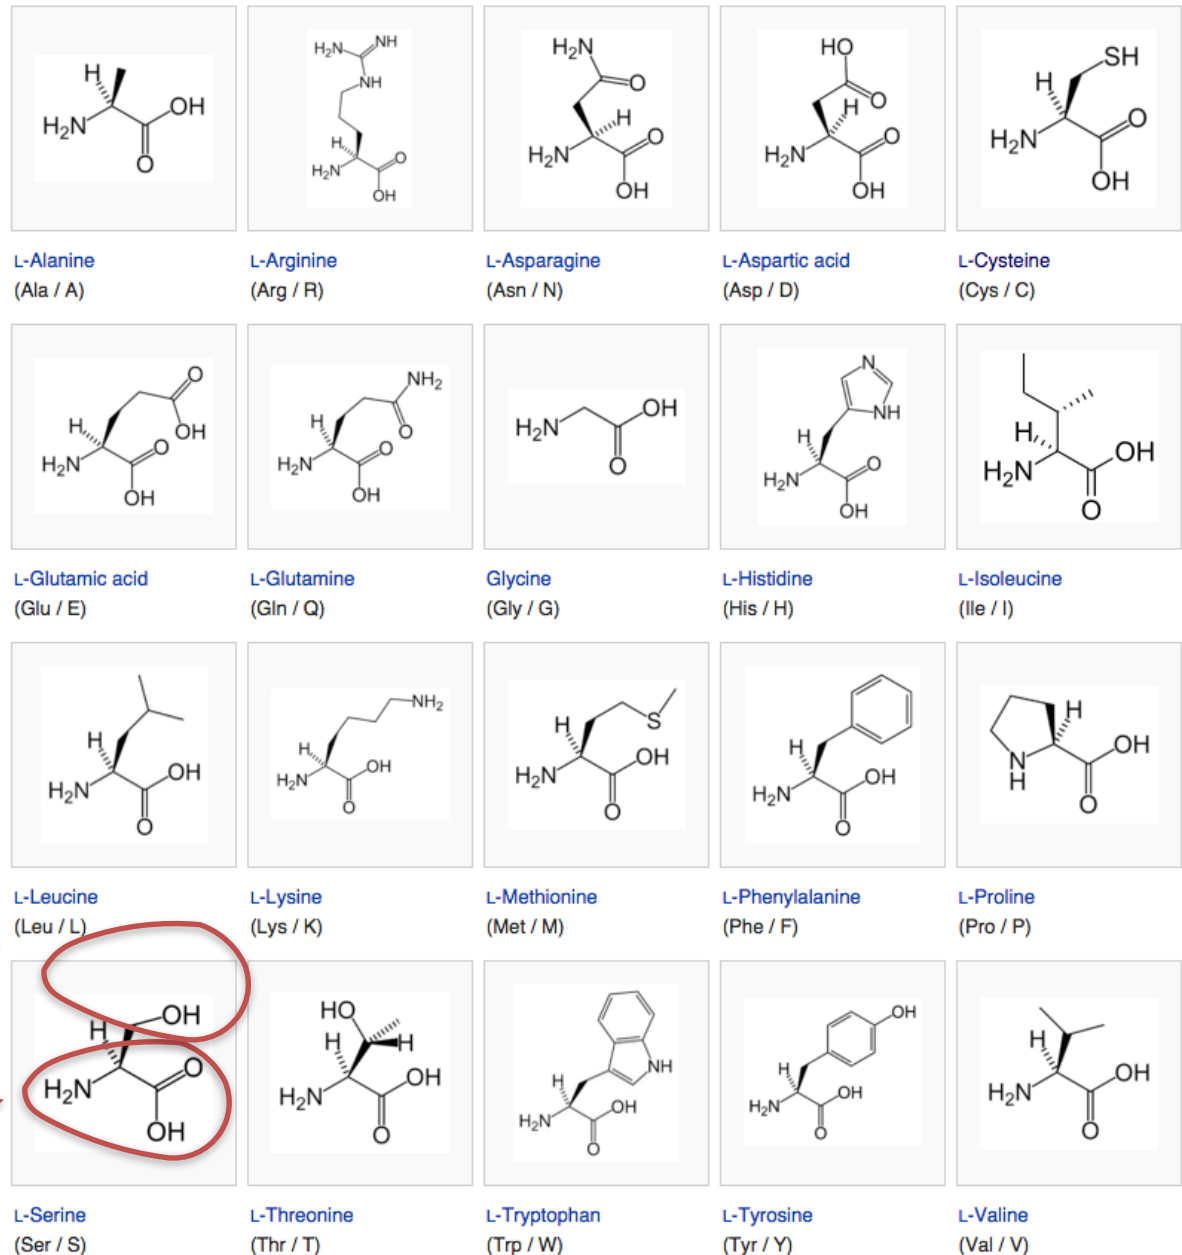 H
H₂N
OH
O
H₂N
NH
NH
H
H₂N
O
OH
H₂N
O
H
H₂N
O
OH
HO
O
H
H₂N
O
OH
SH
H
H₂N
O
OH
L-Alanine
(Ala / A)
L-Arginine
(Arg / R)
L-Asparagine
(Asn / N)
L-Aspartic acid
(Asp / D)
L-Cysteine
(Cys / C)
O
OH
H
H₂N
O
OH
NH₂
O
H
H₂N
O
OH
H₂N
OH
O
N
NH
H
H₂N
O
OH
H
H₂N
OH
O
L-Glutamic acid
(Glu / E)
L-Glutamine
(Gln / Q)
Glycine
(Gly / G)
L-Histidine
(His / H)
L-Isoleucine
(Ile / I)
H
H₂N
OH
O
NH₂
H
H₂N
OH
O
S
H
H₂N
OH
O
H
H₂N
OH
O
H
N
H
OH
O
L-Leucine
(Leu / L)
L-Lysine
(Lys / K)
L-Methionine
(Met / M)
L-Phenylalanine
(Phe / F)
L-Proline
(Pro / P)
OH
H
H₂N
O
OH
HO
H
H
H₂N
OH
O
NH
H
H₂N
OH
O
OH
H
H₂N
OH
O
H
H₂N
OH
O
L-Serine
(Ser / S)
L-Threonine
(Thr / T)
L-Tryptophan
(Trp / W)
L-Tyrosine
(Tyr / Y)
L-Valine
(Val / V)